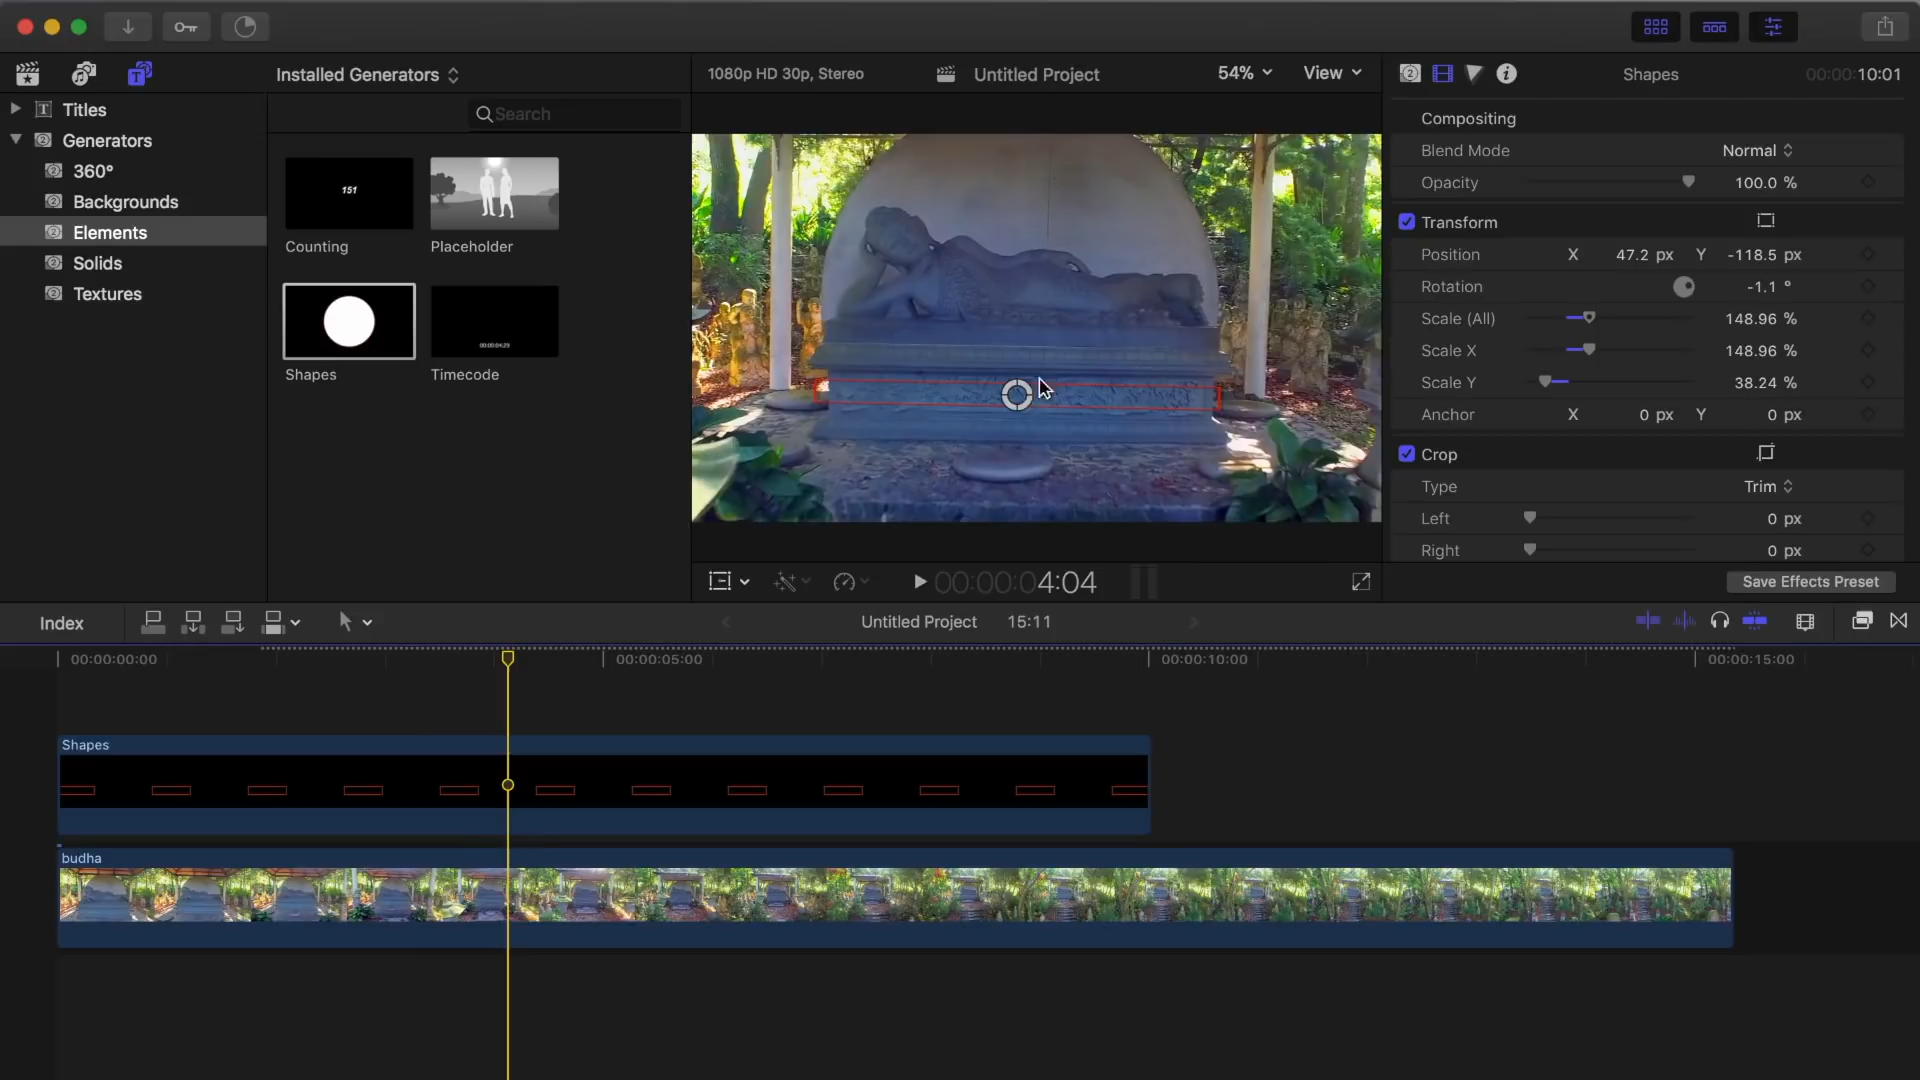 Installed Generators
1080p HD 30p, Stereo
Untitled Project
54%
View
Shapes
00:00:10:01
Titles
Generators
360°
Backgrounds
Elements
Solids
Textures
Search
151
Counting
Placeholder
Shapes
00:00:04:29
Timecode
Compositing
Blend Mode
Normal
Opacity
100.0 %
Transform
Position
X
47.2 px
Y
-118.5 px
Rotation
-1.1 °
Scale (All)
148.96 %
Scale X
148.96 %
Scale Y
38.24 %
Anchor
X
0 px
Y
0 px
Crop
Type
Trim
Left
0 px
Right
0 px
00:00:04:04
Save Effects Preset
Index
Untitled Project
15:11
00:00:00:00
00:00:05:00
00:00:10:00
00:00:15:00
Shapes
budha